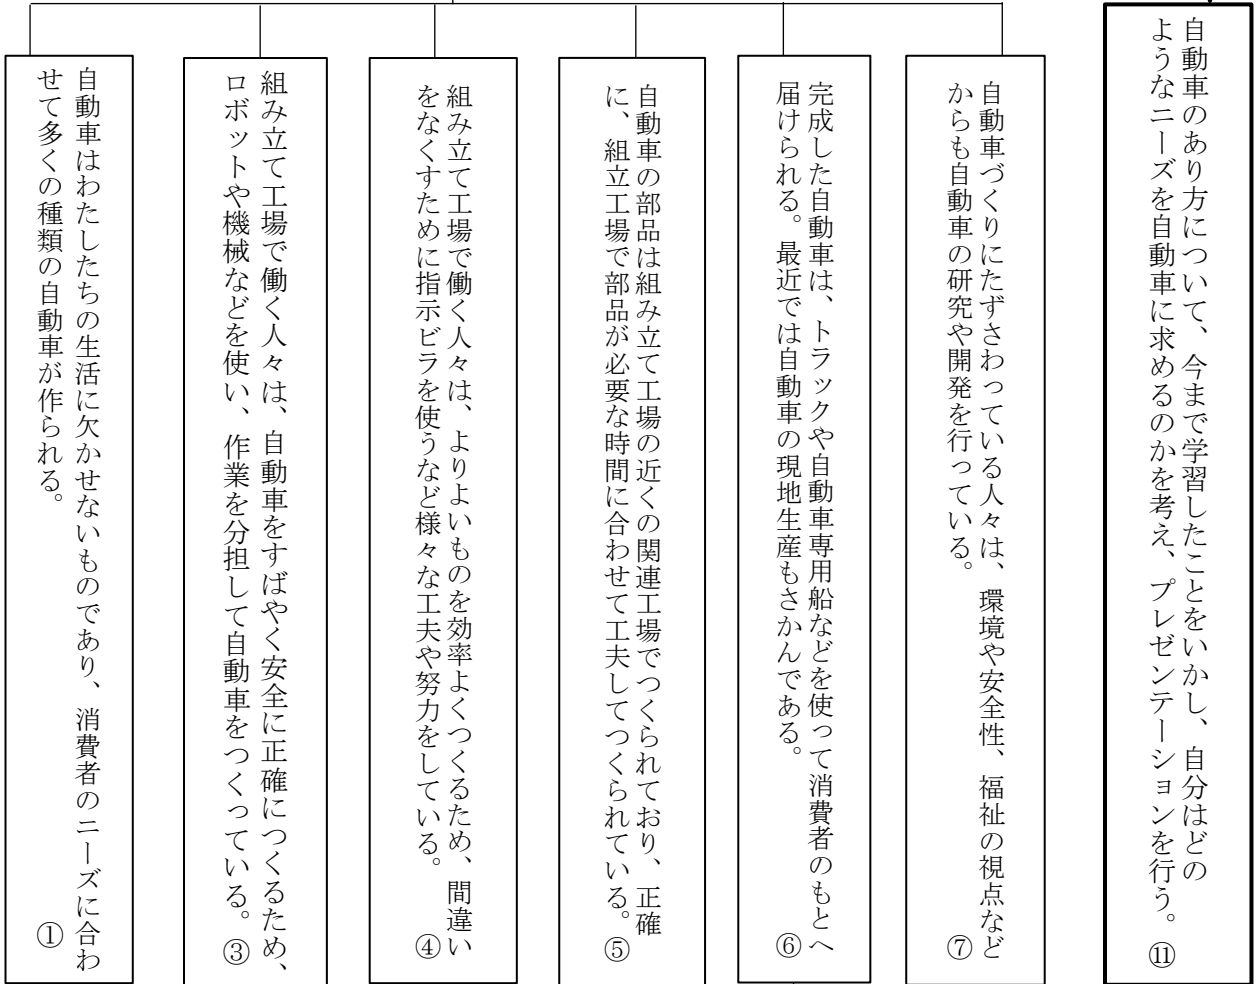 自動車のあり方について、今まで学習したことをいかし、自分はどの
ようなニーズを自動車に求めるのかを考え、プレゼンテーションを行う。⑪
自動車づくりにたずさわっている人々は、環境や安全性、福祉の視点など
からも自動車の研究や開発を行っている。⑦
完成した自動車は、トラックや自動車専用船などを使って消費者のもとへ
届けられる。最近では自動車の現地生産もさかんである。⑥
自動車の部品は組み立て工場の近くの関連工場でつくられており、正確
に、組立工場で部品が必要な時間に合わせて工夫してつくられている。⑤
組み立て工場で働く人々は、よりよいものを効率よくつくるため、間違い
をなくすために指示ビラを使うなど様々な工夫や努力をしている。④
組み立て工場で働く人々は、自動車をすばやく安全に正確につくるため、
ロボットや機械などを使い、作業を分担して自動車をつくっている。③
自動車はわたしたちの生活に欠かせないものであり、消費者のニーズに合わ
せて多くの種類の自動車が作られる。①